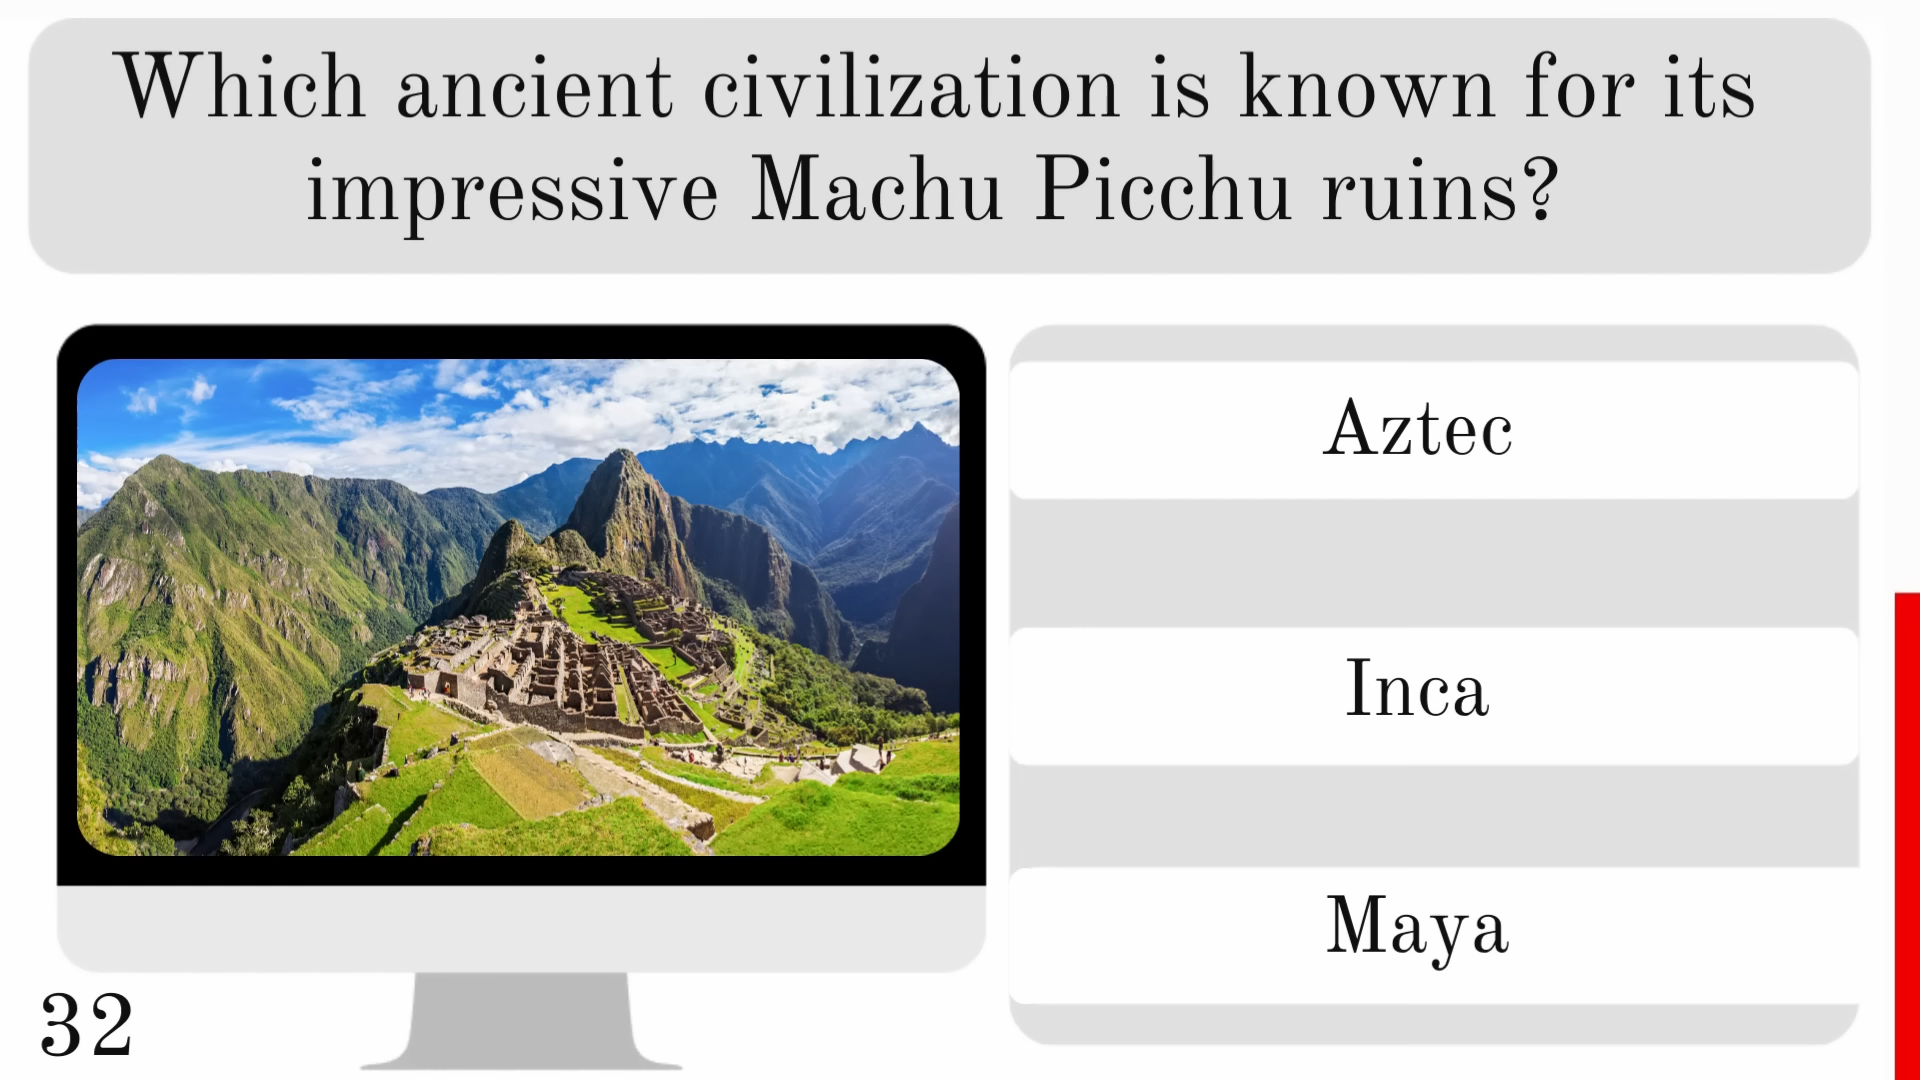 Which ancient civilization is known for its
impressive Machu Picchu ruins?
Aztec
Inca
Maya
32